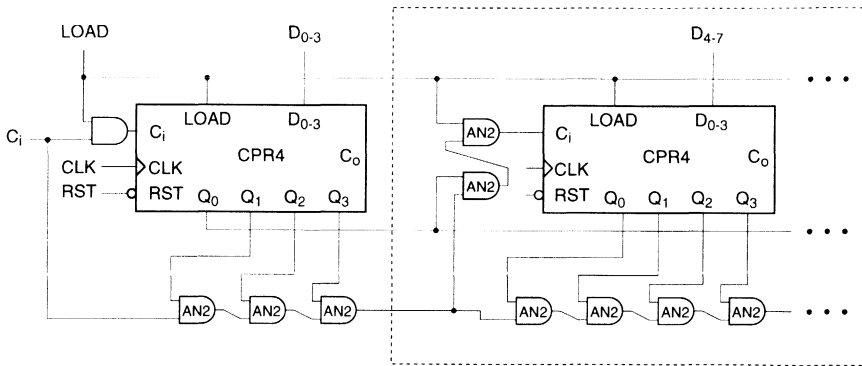 LOAD
D0-3
D4-7
LOAD
D0-3
AN2
LOAD
D0-3
Ci
Ci
CPR4
Co
Ci
CPR4
Co
CLK
CLK
CLK
RST
RST
Q0
Q1
Q2
Q3
AN2
RST
Q0
Q1
Q2
Q3
AN2
AN2
AN2
AN2
AN2
AN2
AN2